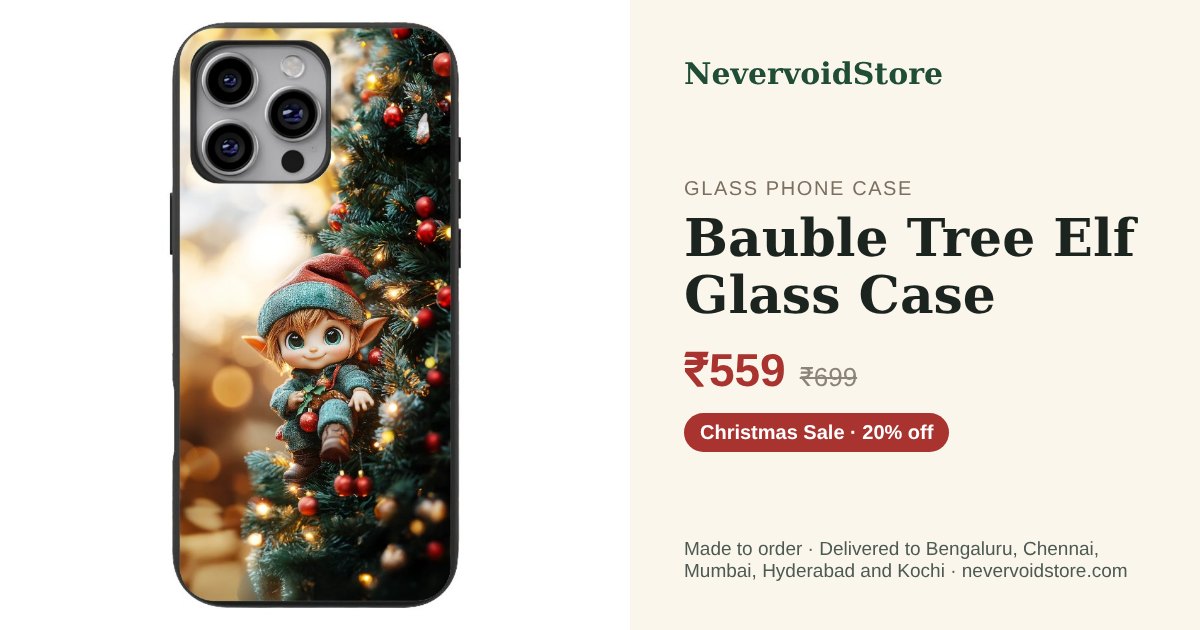 NevervoidStore
GLASS PHONE CASE
Bauble Tree Elf
Glass Case
₹559 ₹699
Christmas Sale · 20% off
Made to order · Delivered to Bengaluru, Chennai,
Mumbai, Hyderabad and Kochi · nevervoidstore.com